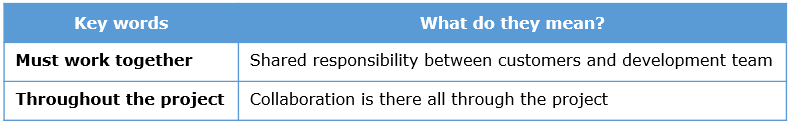 Key words What do they mean?
Must work together Shared responsibility between customers and development team
Throughout the project Collaboration is there all through the project